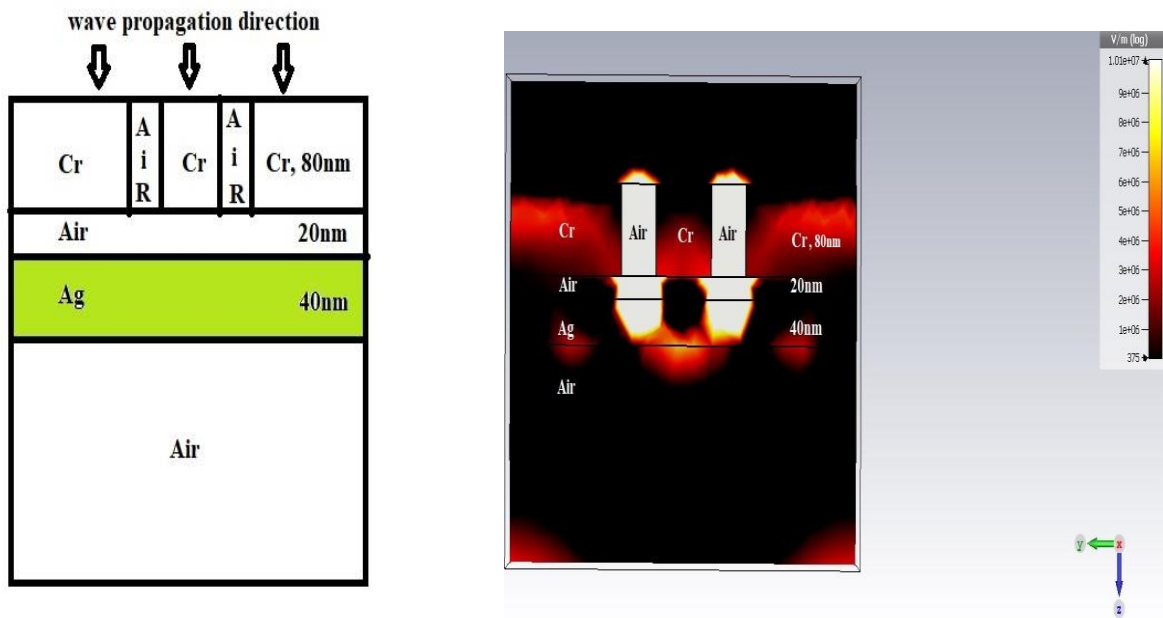 wave propagation direction
Cr
A
i
R
Cr
A
i
R
Cr, 80nm
Air 20nm
Ag 40nm
Air
V/m (log)
1.01e+07
9e+06
8e+06
7e+06
6e+06
5e+06
4e+06
3e+06
2e+06
1e+06
375
Cr Air Cr Air Cr, 80nm
Air 20nm
Ag 40nm
Air
y x
z